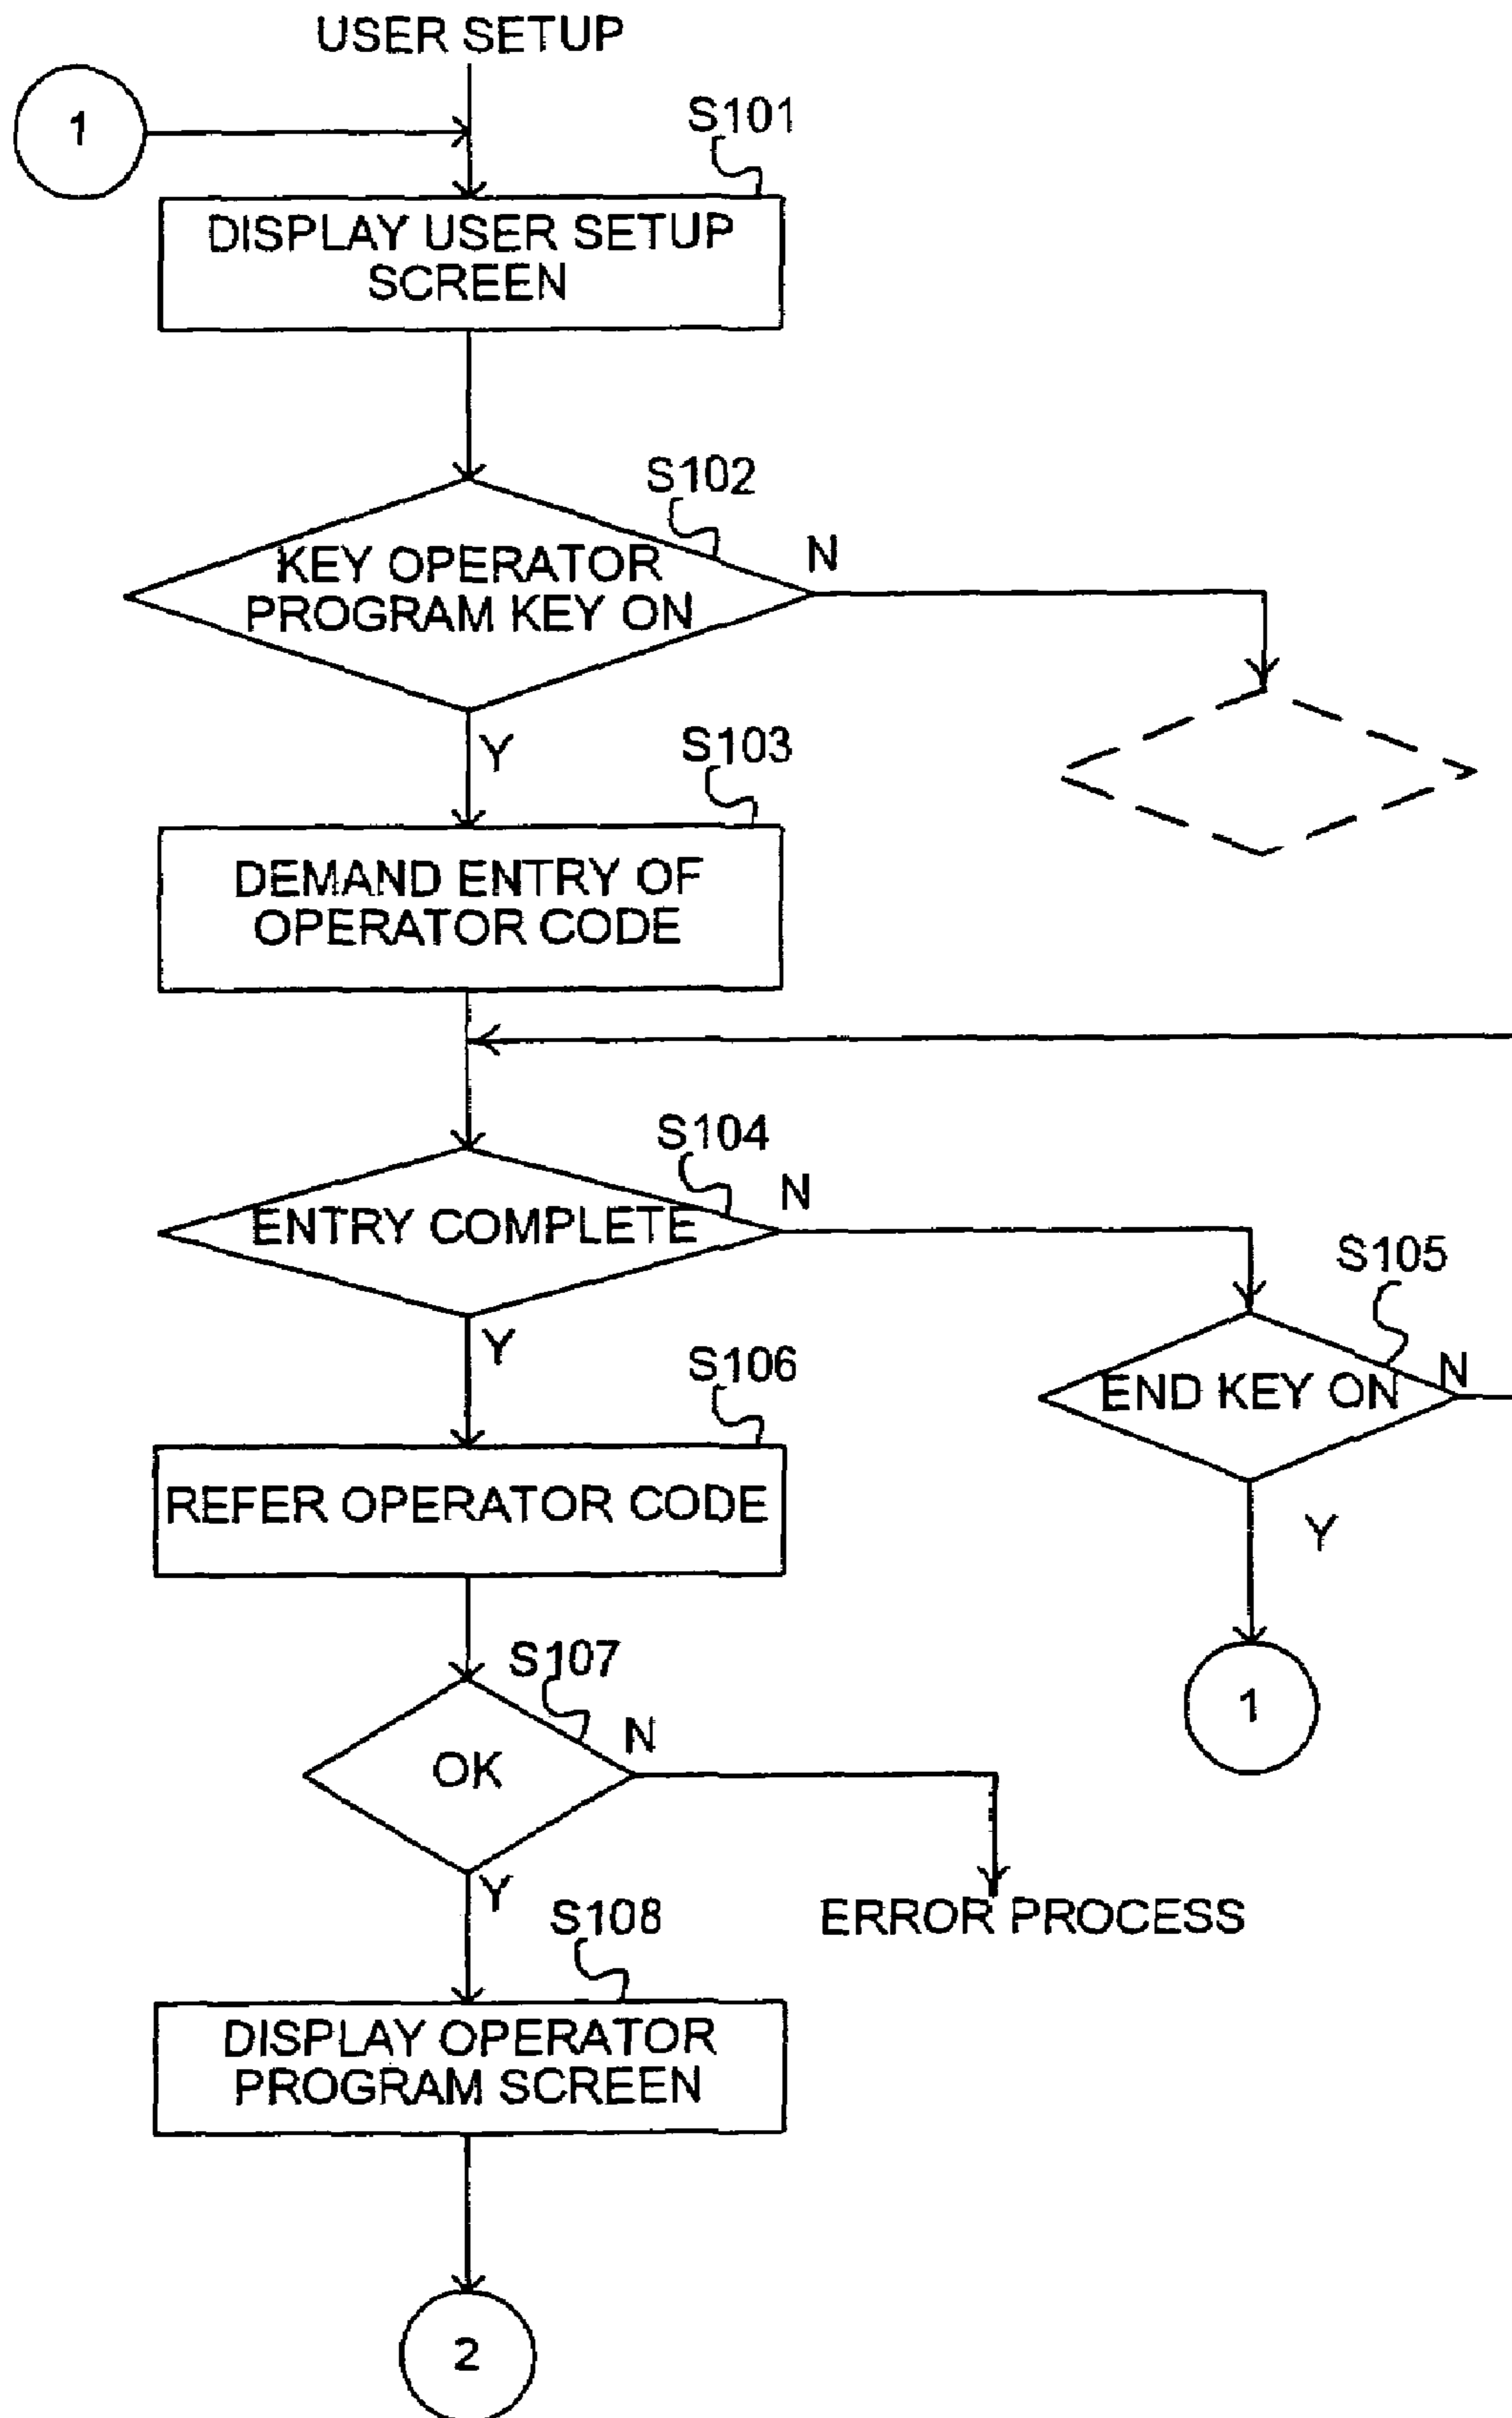 USER SETUP
1
S101
DISPLAY USER SETUP
SCREEN
S102
KEY OPERATOR
PROGRAM KEY ON
N
Y
S103
DEMAND ENTRY OF
OPERATOR CODE
S104
N
ENTRY COMPLETE
S105
Y
END KEY ON
N
S106
REFER OPERATOR CODE
Y
S107
N
1
OK
Y
S108
ERROR PROCESS
DISPLAY OPERATOR
PROGRAM SCREEN
2